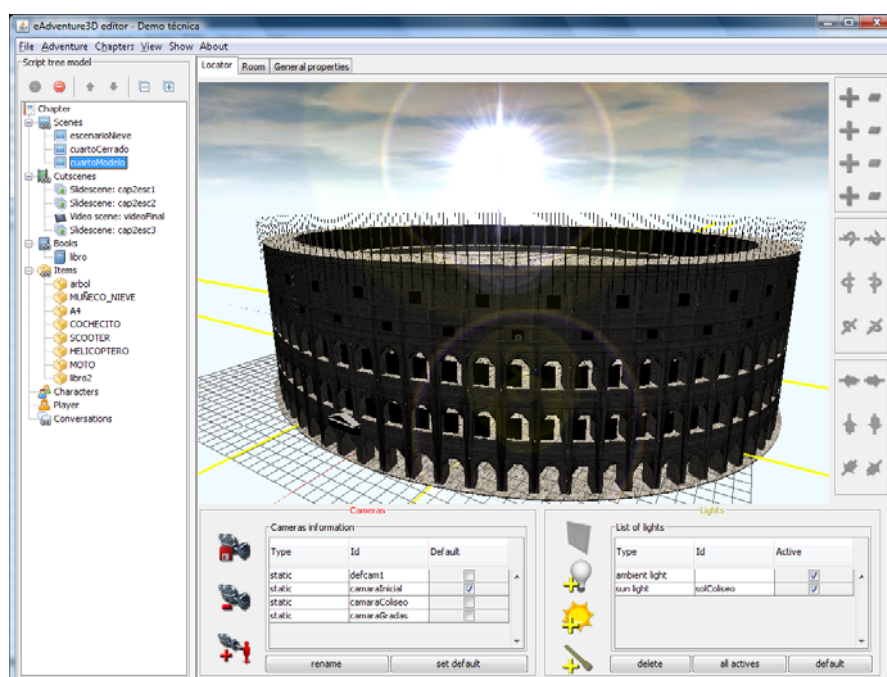 eAdventure3D editor - Demo técnica
File Adventure Chapters View Show About
Script tree model
Locator Room General properties
Chapter
Scenes
escenarioNieve
cuartoCerrado
cuartoModelo
Cutscenes
Slidescene: cap2esc1
Slidescene: cap2esc2
Video scene: videoFinal
Slidescene: cap2esc3
Books
libro
Items
arbol
MUÑECO_NIEVE
A4
COCHECITO
SCOOTER
HELICOPTERO
MOTO
libro2
Characters
Player
Conversations
Cameras
Cameras information
Type Id Default
static defcam1
static camaraInicial
static camaraColiseo
static camaraGradas
rename set default
Lights
List of lights
Type Id Active
ambient light
sun light solColiseo
delete all actives default